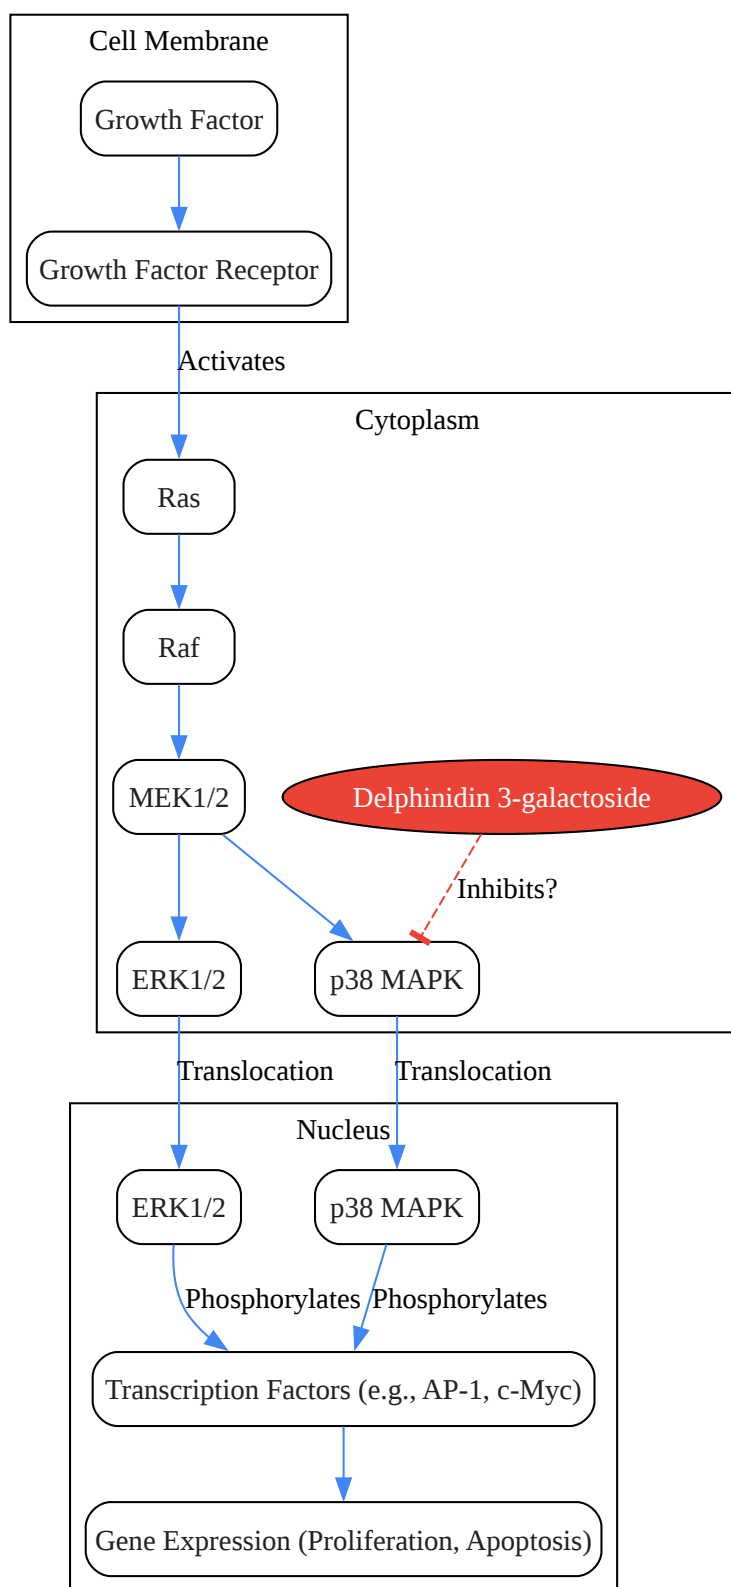 Cell Membrane
Growth Factor
Growth Factor Receptor
Activates
Cytoplasm
Ras
Raf
MEK1/2
Delphinidin 3-galactoside
Inhibits?
ERK1/2
p38 MAPK
Translocation
Translocation
Nucleus
ERK1/2
p38 MAPK
Phosphorylates
Phosphorylates
Transcription Factors (e.g., AP-1, c-Myc)
Gene Expression (Proliferation, Apoptosis)